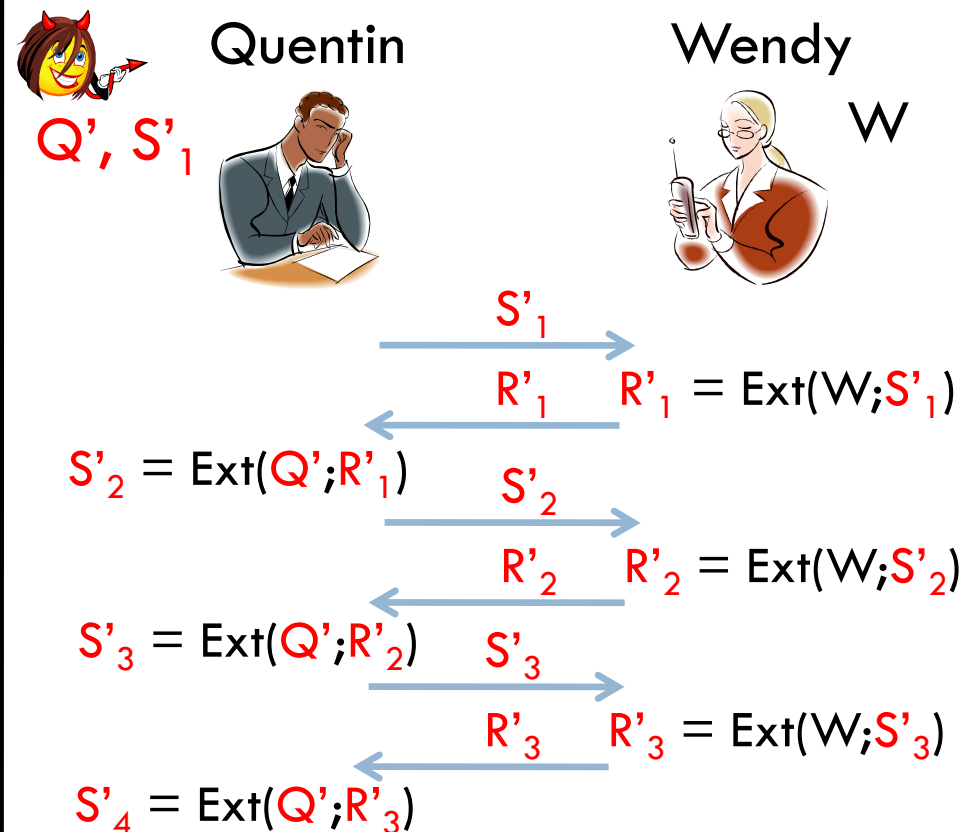 Quentin Wendy
Q’, S’₁ W
S’₁
R’₁ R’₁ = Ext(W;S’₁)
S’₂ = Ext(Q’;R’₁) S’₂
R’₂ R’₂ = Ext(W;S’₂)
S’₃ = Ext(Q’;R’₂) S’₃
R’₃ R’₃ = Ext(W;S’₃)
S’₄ = Ext(Q’;R’₃)